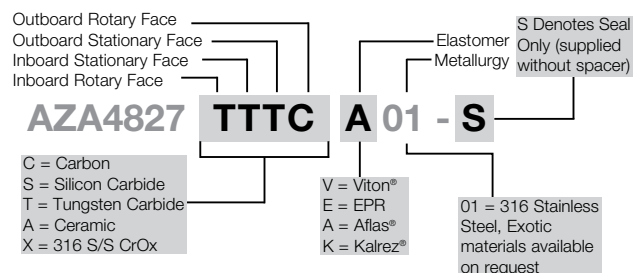 Outboard Rotary Face
Outboard Stationary Face
Inboard Stationary Face
Inboard Rotary Face
Elastomer
Metallurgy
S Denotes Seal
Only (supplied
without spacer)
AZA4827 TTTC A 01 - S
C = Carbon
S = Silicon Carbide
T = Tungsten Carbide
A = Ceramic
X = 316 S/S CrOx
V = Viton®
E = EPR
A = Aflas®
K = Kalrez®
01 = 316 Stainless
Steel, Exotic
materials available
on request